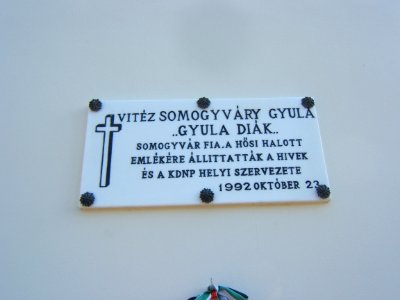 VITÉZ SOMOGYVÁRY GYULA
„GYULA DIÁK„
SOMOGYVÁR FIA, A HŐSI HALOTT
EMLÉKÉRE ÁLLITTATTÁK A HIVEK
ÉS A KDNP HELYI SZERVEZETE
1992 OKTÓBER 23